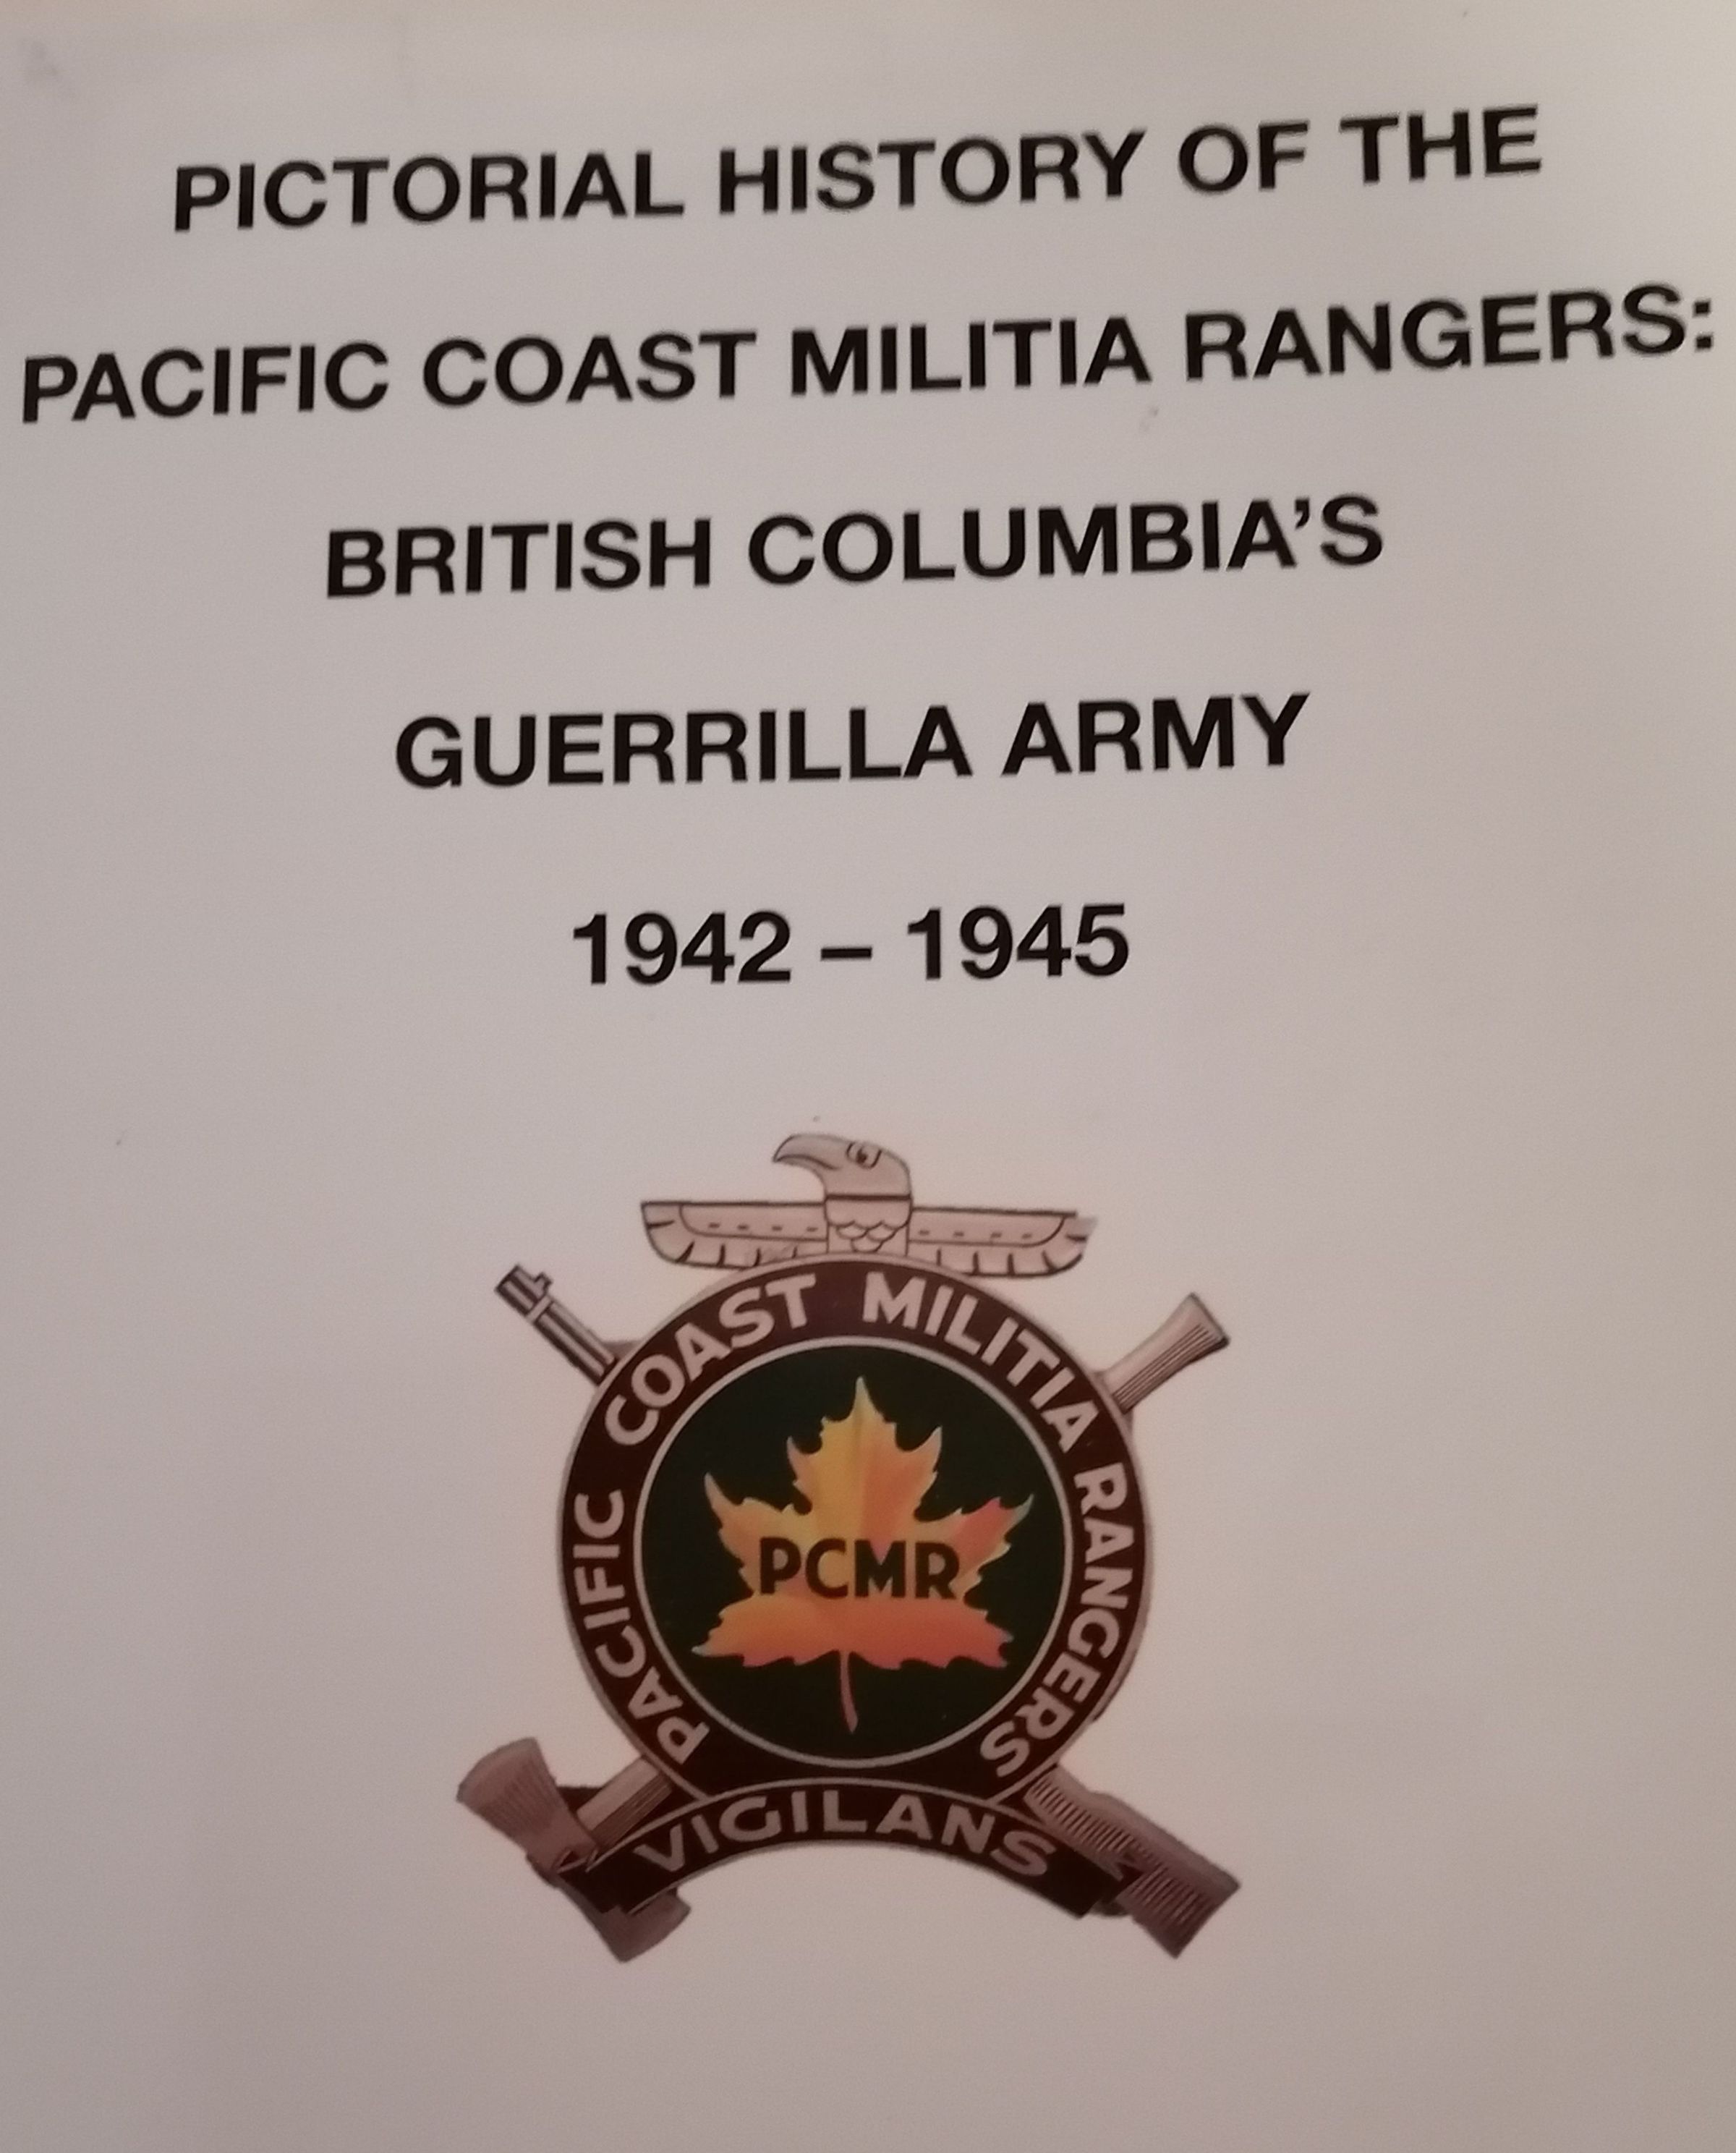 PICTORIAL HISTORY OF THE
PACIFIC COAST MILITIA RANGERS:
BRITISH COLUMBIA’S
GUERRILLA ARMY
1942 – 1945
PACIFIC COAST MILITIA RANGERS
PCMR
VIGILANS